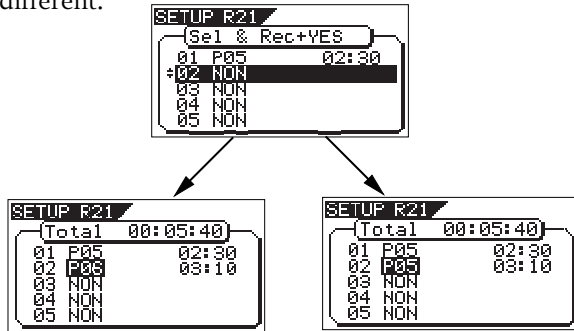 different.
SETUP R21
Sel & Rec+YES
01 P05 02:30
02 NON
03 NON
04 NON
05 NON
SETUP R21
Total 00:05:40
01 P05 02:30
02 P06 03:10
03 NON
04 NON
05 NON
SETUP R21
Total 00:05:40
01 P05 02:30
02 P05 03:10
03 NON
04 NON
05 NON